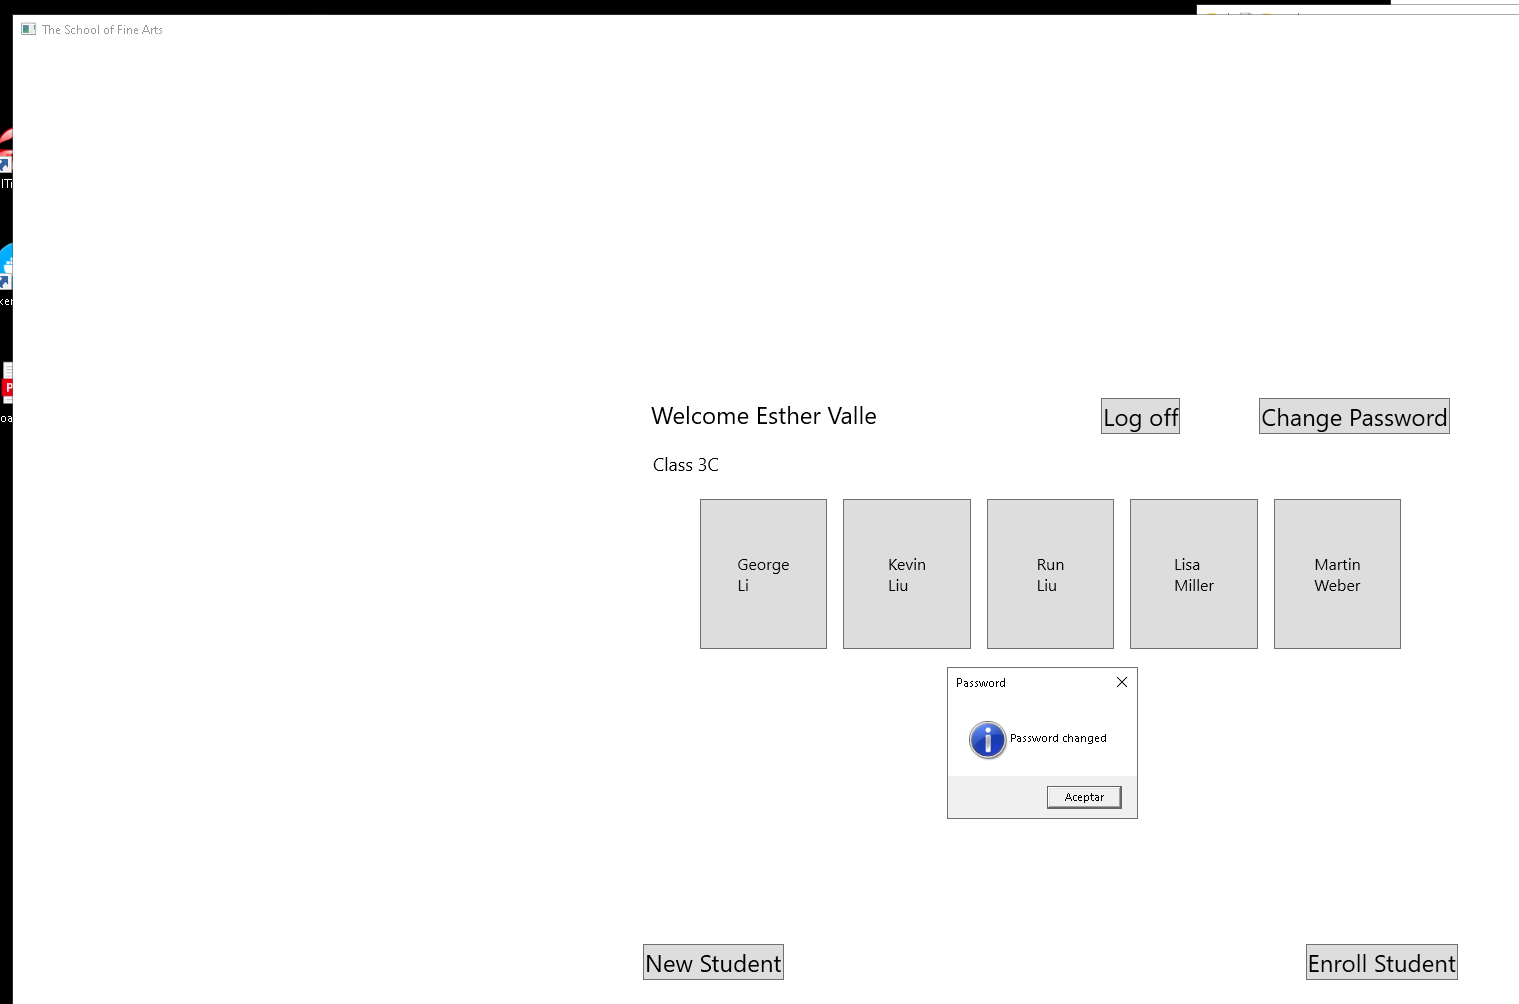 The School of Fine Arts
Welcome Esther Valle
Log off
Change Password
Class 3C
George
Li
Kevin
Liu
Run
Liu
Lisa
Miller
Martin
Weber
Password
Password changed
Aceptar
New Student
Enroll Student